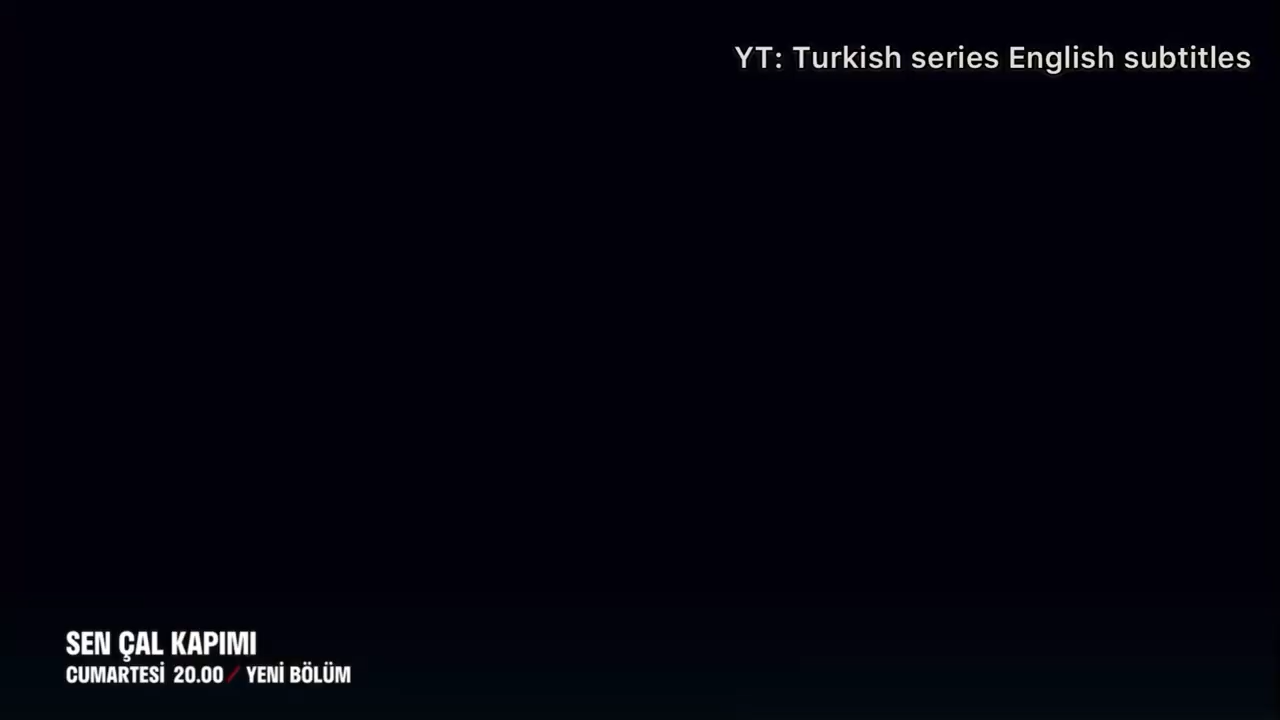 YT: Turkish series English subtitles
SEN ÇAL KAPIMI
CUMARTESİ 20.00 / YENİ BÖLÜM